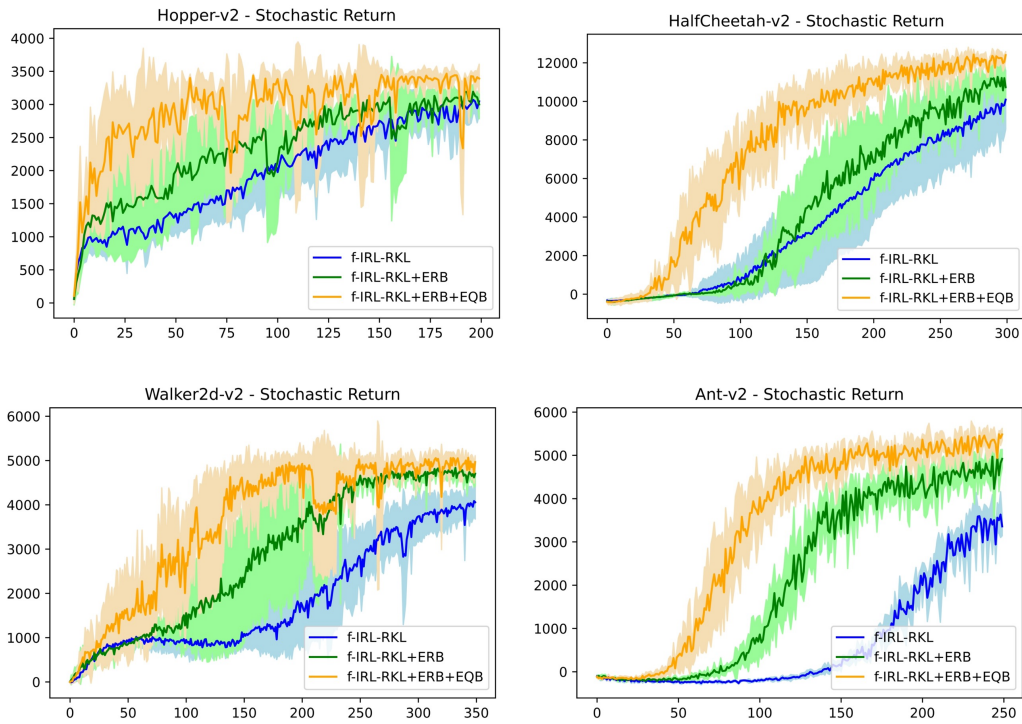 Hopper-v2 - Stochastic Return
4000
3500
3000
2500
2000
1500
1000
500
0
f-IRL-RKL
f-IRL-RKL+ERB
f-IRL-RKL+ERB+EQB
0 25 50 75 100 125 150 175 200
HalfCheetah-v2 - Stochastic Return
12000
10000
8000
6000
4000
2000
0
f-IRL-RKL
f-IRL-RKL+ERB
f-IRL-RKL+ERB+EQB
0 50 100 150 200 250 300
Walker2d-v2 - Stochastic Return
6000
5000
4000
3000
2000
1000
0
f-IRL-RKL
f-IRL-RKL+ERB
f-IRL-RKL+ERB+EQB
0 50 100 150 200 250 300 350
Ant-v2 - Stochastic Return
6000
5000
4000
3000
2000
1000
0
f-IRL-RKL
f-IRL-RKL+ERB
f-IRL-RKL+ERB+EQB
0 50 100 150 200 250